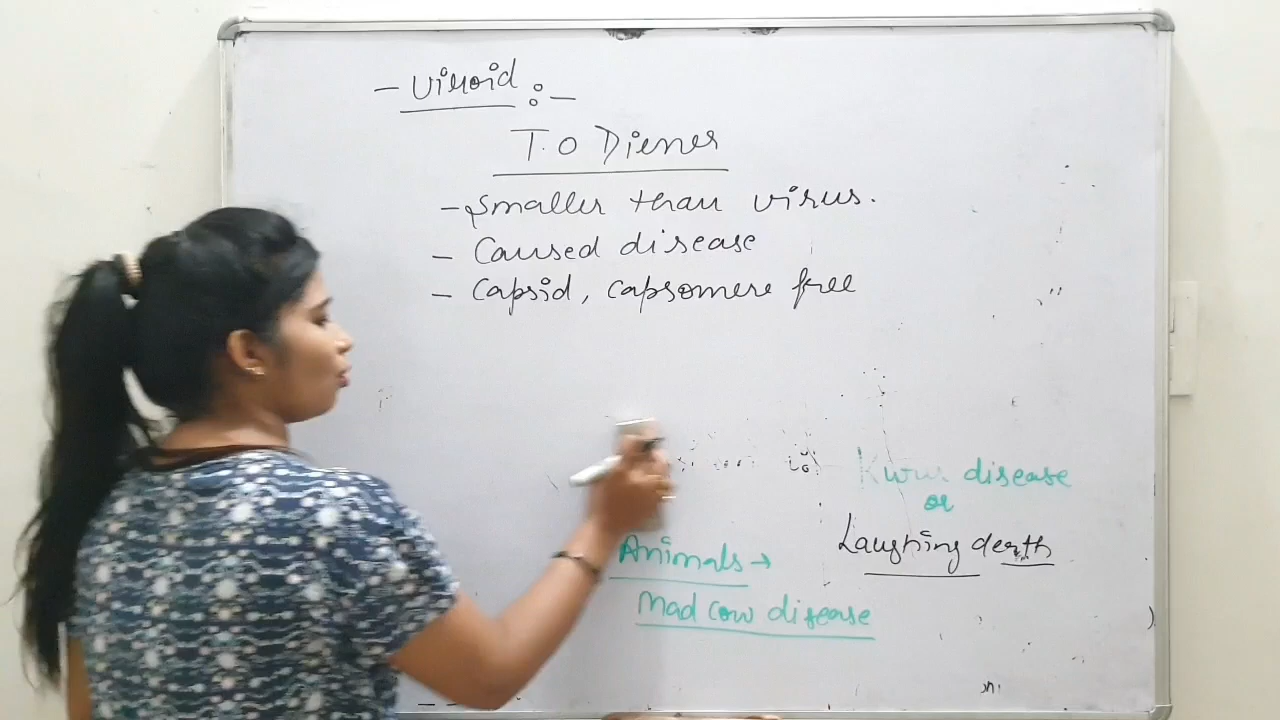 - Viroid :-
T.O Diener
- Smaller than virus.
- Caused disease
- Capsid, capsomere free
Kuru disease
or
Laughing death
Animals →
Mad cow disease